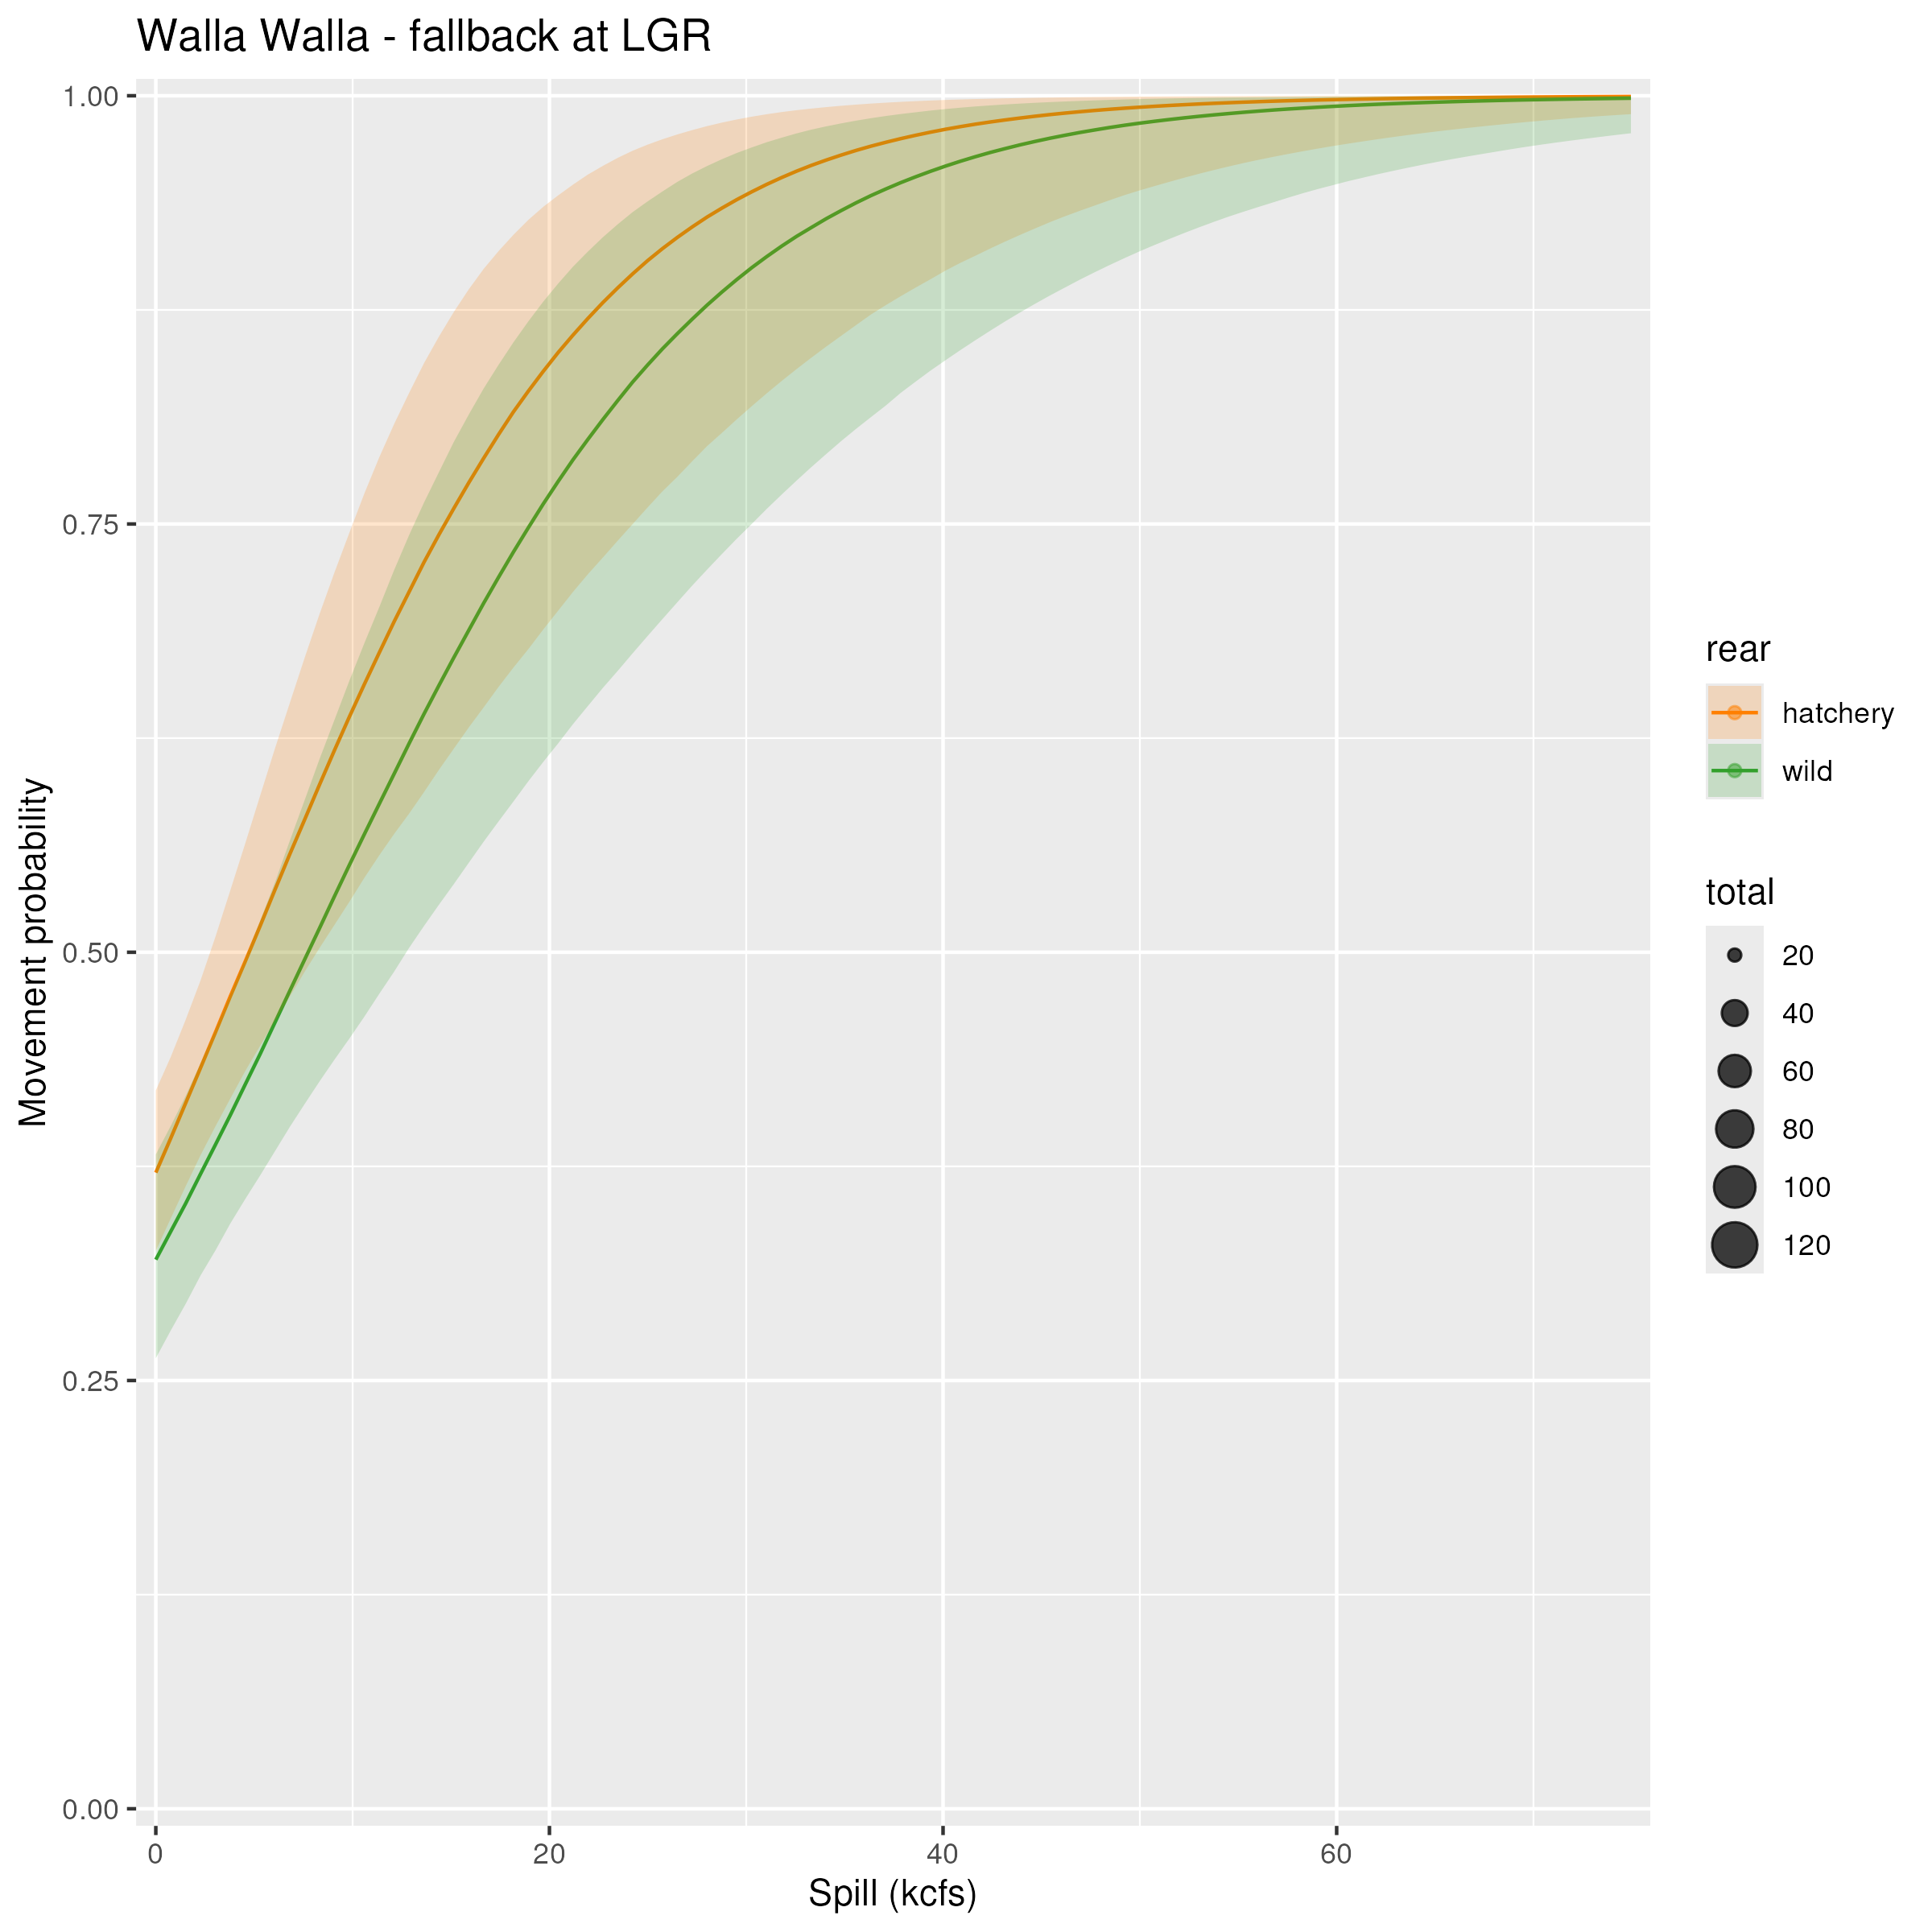 Walla Walla - fallback at LGR
Movement probability
1.00
0.75
0.50
0.25
0.00
0
20
40
60
Spill (kcfs)
rear
hatchery
wild
total
20
40
60
80
100
120